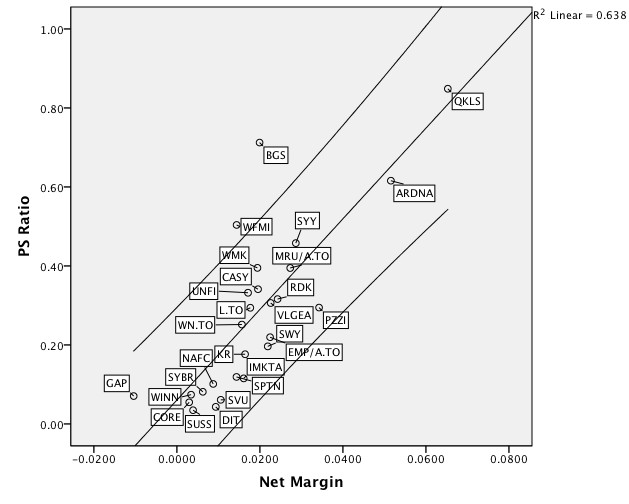 R² Linear = 0.638
1.00
0.80
0.60
0.40
0.20
0.00
PS Ratio
QKLS
BGS
ARDNA
SYY
WFMI
WMK
MRU/A.TO
CASY
UNFI
RDK
L.TO
VLGEA
PZZI
WN.TO
SWY
NAFC
KR
EMP/A.TO
IMKTA
SYBR
GAP
SPTN
WINN
SVU
CORE
SUSS
DIT
-0.0200
0.0000
0.0200
0.0400
0.0600
0.0800
Net Margin